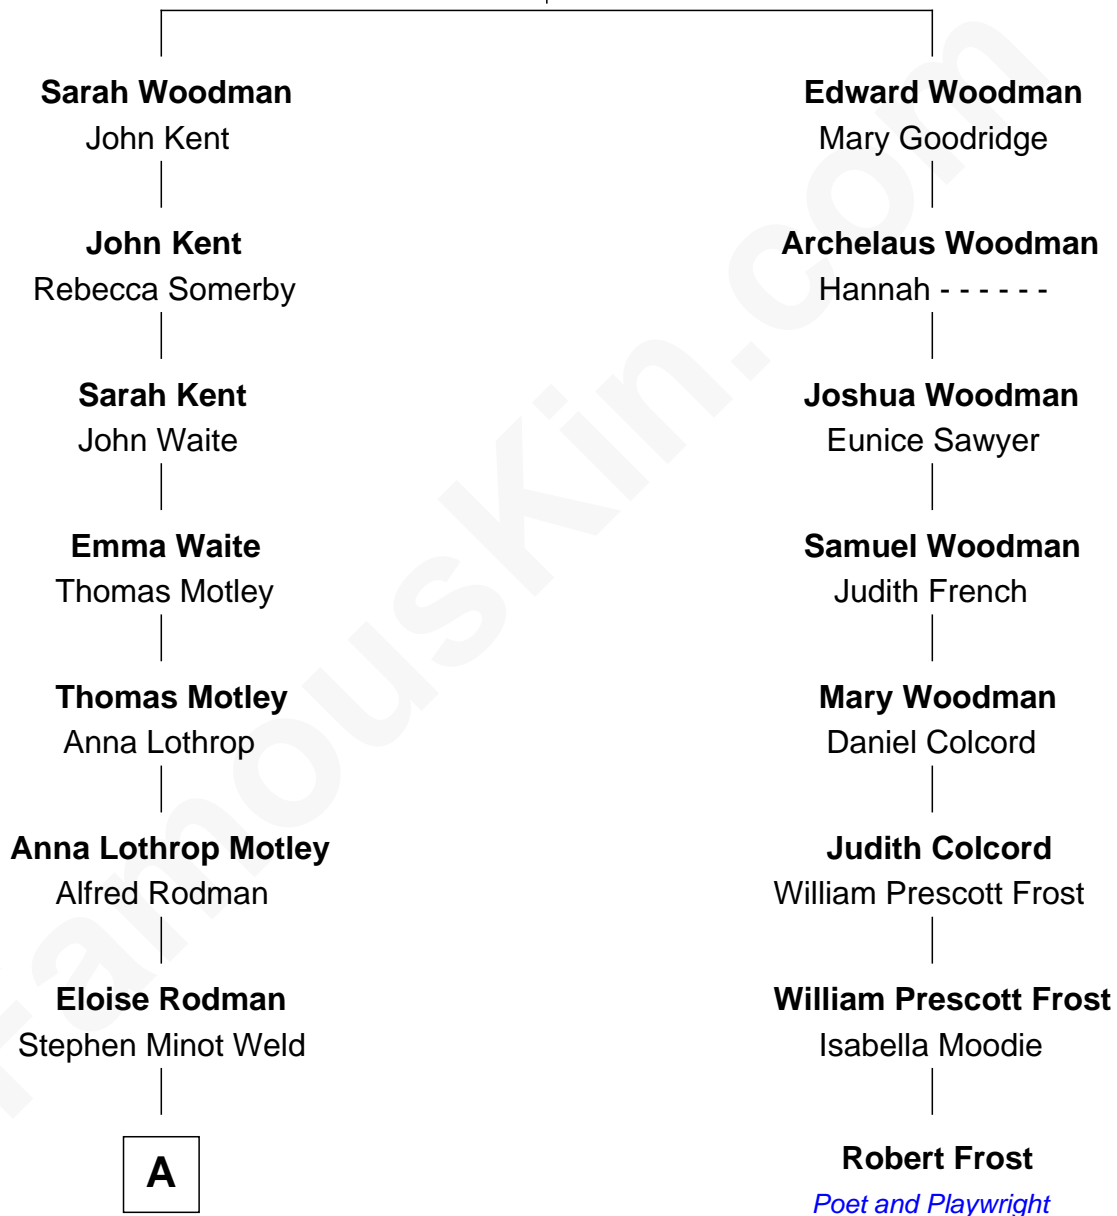 Sarah Woodman
John Kent
John Kent
Rebecca Somerby
Sarah Kent
John Waite
Emma Waite
Thomas Motley
Thomas Motley
Anna Lothrop
Anna Lothrop Motley
Alfred Rodman
Eloise Rodman
Stephen Minot Weld
A
Edward Woodman
Mary Goodridge
Archelaus Woodman
Hannah - - - - - -
Joshua Woodman
Eunice Sawyer
Samuel Woodman
Judith French
Mary Woodman
Daniel Colcord
Judith Colcord
William Prescott Frost
William Prescott Frost
Isabella Moodie
Robert Frost
Poet and Playwright
FamousKin.com